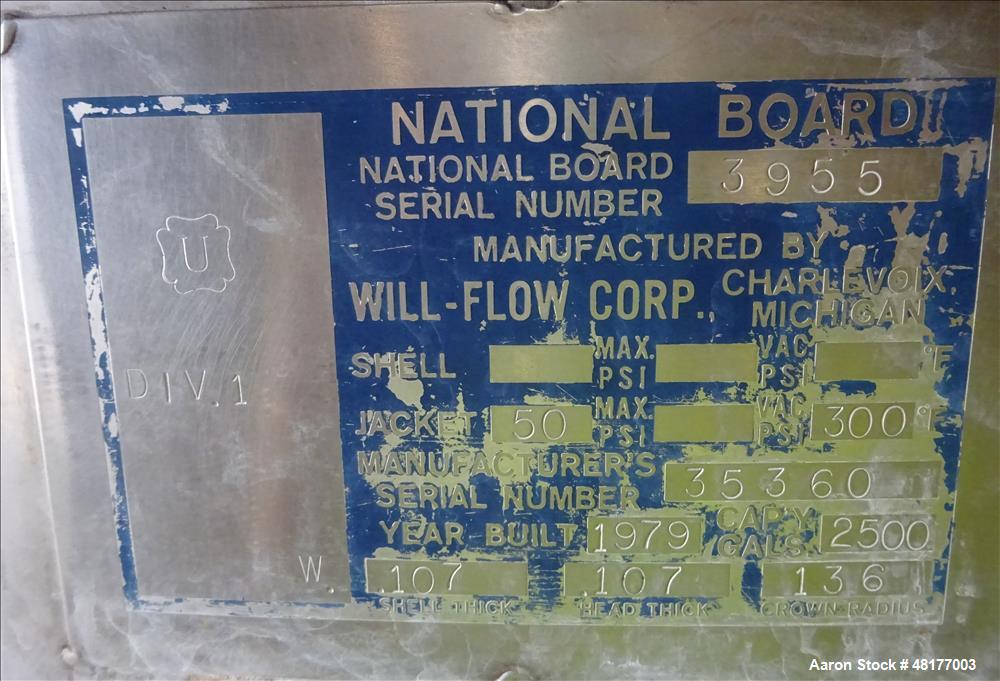 NATIONAL BOARD
NATIONAL BOARD SERIAL NUMBER 3955
MANUFACTURED BY
WILL-FLOW CORP., CHARLEVOIX, MICHIGAN
U
DIV.1
SHELL MAX. PSI VAC PSI °F
JACKET 50 MAX. PSI VAC PSI 300 °F
MANUFACTURER'S SERIAL NUMBER 35360
YEAR BUILT 1979 CAP'Y GALS. 2500
W. .107 .107 136
SHELL THICK HEAD THICK CROWN RADIUS
Aaron Stock # 48177003